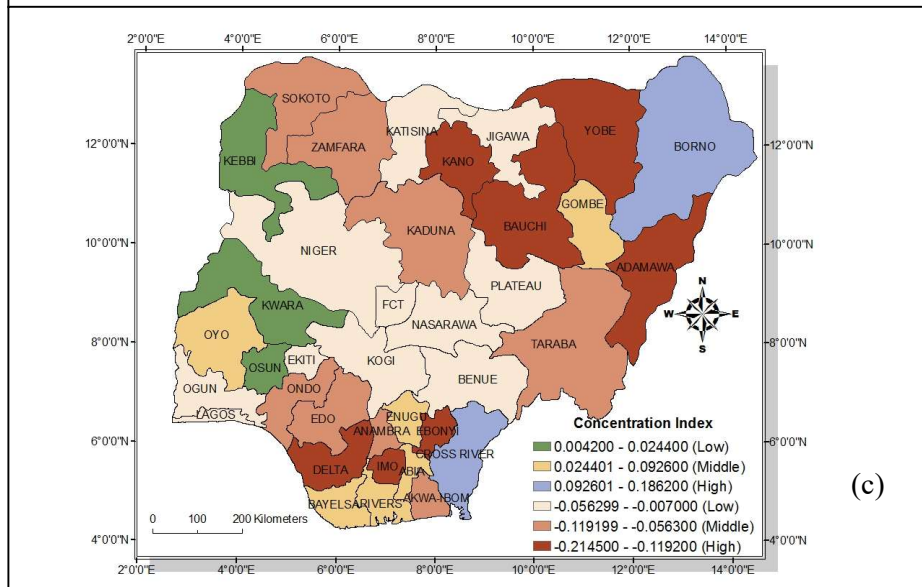 2°0'0"E 4°0'0"E 6°0'0"E 8°0'0"E 10°0'0"E 12°0'0"E 14°0'0"E
SOKOTO
KATISINA
JIGAWA
YOBE
12°0'0"N
ZAMFARA
BORNO
12°0'0"N
KEBBI
KANO
GOMBE
BAUCHI
KADUNA
10°0'0"N
NIGER
10°0'0"N
ADAMAWA
PLATEAU
N
FCT
KWARA
W E
NASARAWA
S
OYO
TARABA
8°0'0"N
8°0'0"N
EKITI
KOGI
OSUN
BENUE
OGUN
ONDO
LAGOS
EDO
ENUGU
Concentration Index
ANAMBRA
EBONYI
6°0'0"N
6°0'0"N
0.004200 - 0.024400 (Low)
CROSS RIVER
DELTA
IMO
ABIA
0.024401 - 0.092600 (Middle)
0.092601 - 0.186200 (High)
(c)
AKWA-IBOM
-0.056299 - -0.007000 (Low)
BAYELSA
RIVERS
0 100 200 Kilometers
-0.119199 - -0.056300 (Middle)
-0.214500 - -0.119200 (High)
4°0'0"N
4°0'0"N
2°0'0"E 4°0'0"E 6°0'0"E 8°0'0"E 10°0'0"E 12°0'0"E 14°0'0"E